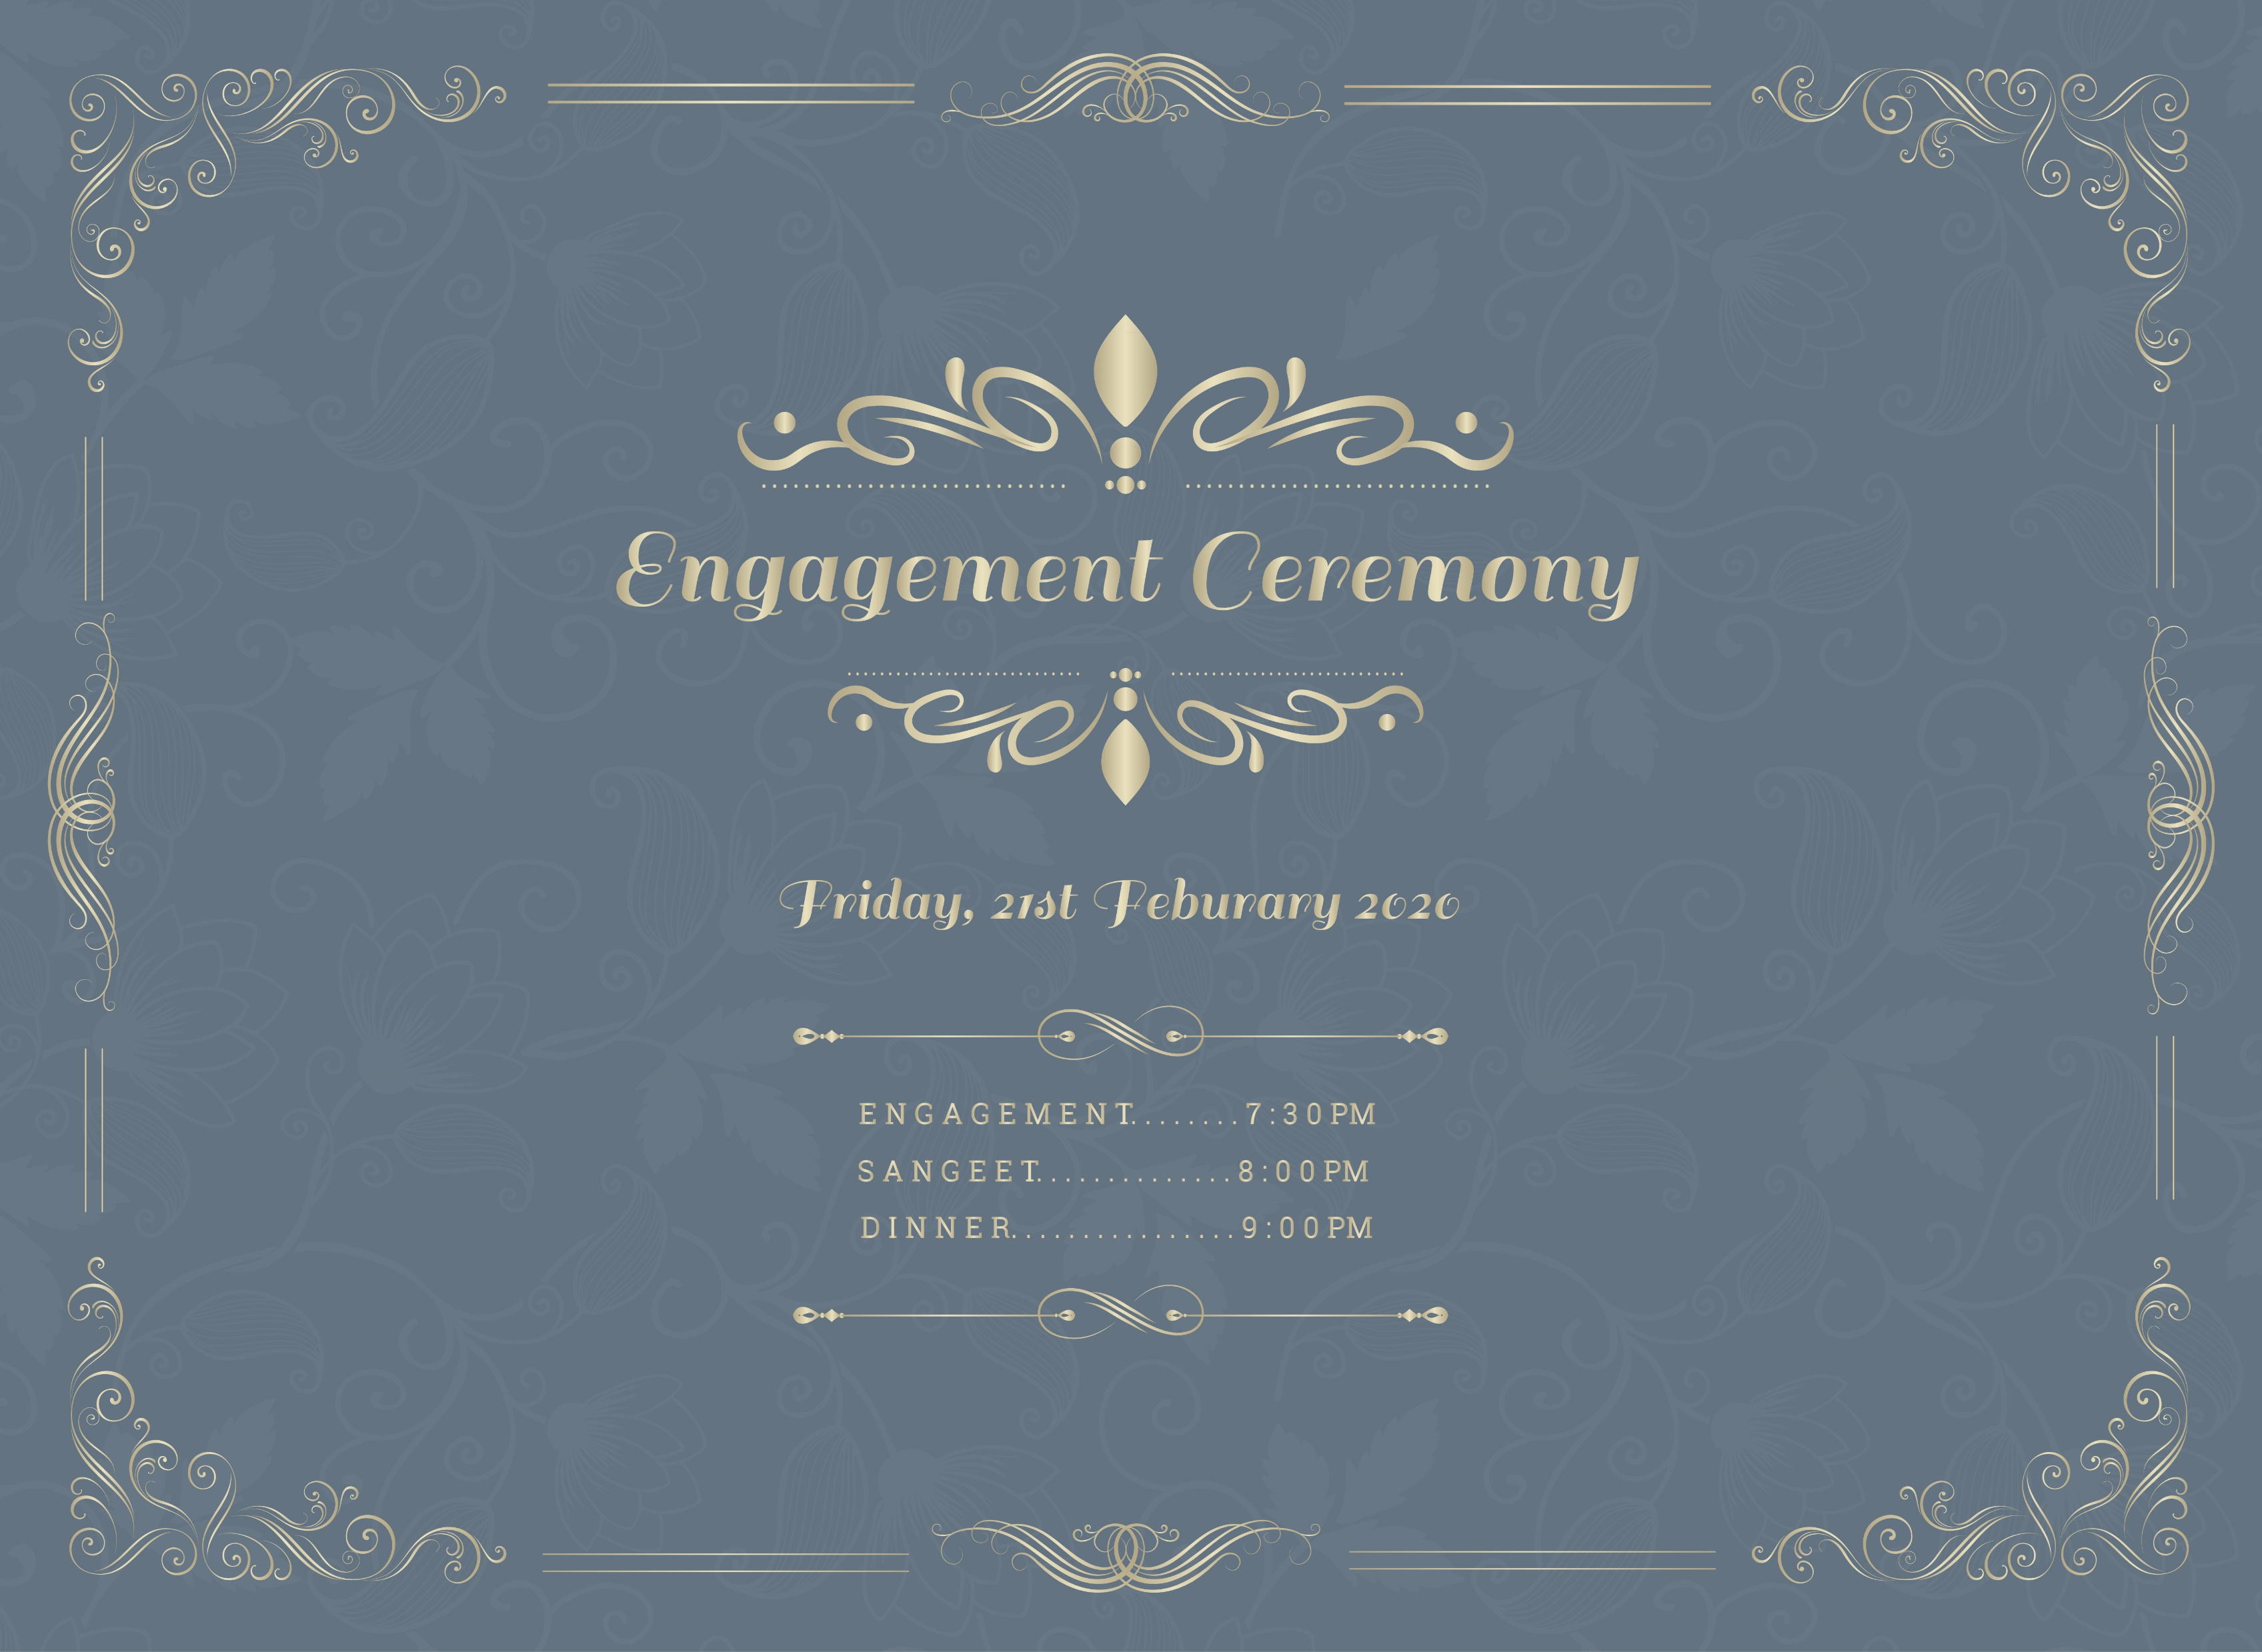 Engagement Ceremony
Friday, 21st Feburary 2020
ENGAGEMENT........7:30PM
SANGEET..............8:00PM
DINNER................9:00PM